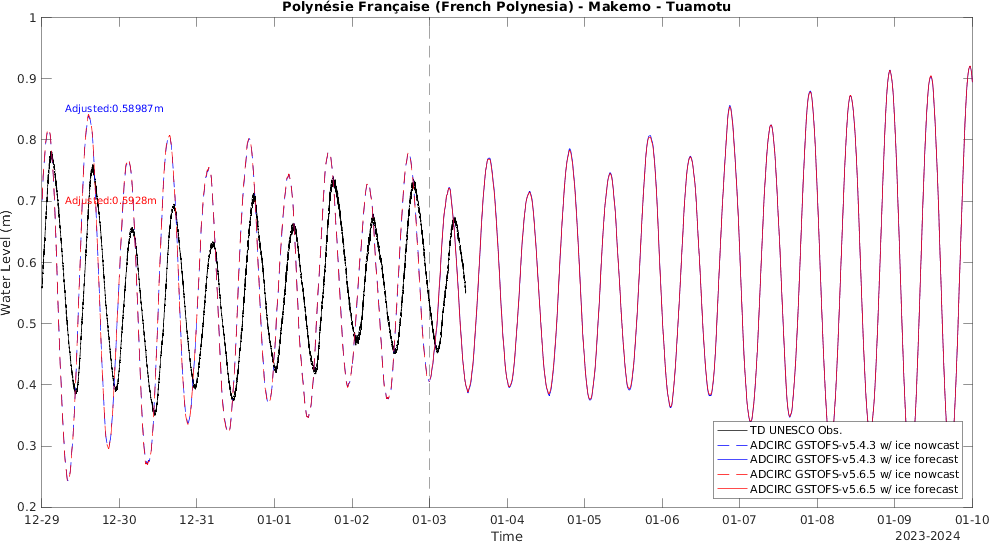 Polynésie Française (French Polynesia) - Makemo - Tuamotu
1
0.9
0.8
0.7
0.6
0.5
0.4
0.3
0.2
Water Level (m)
Adjusted:0.58987m
Adjusted:0.5928m
TD UNESCO Obs.
ADCIRC GSTOFS-v5.4.3 w/ ice nowcast
ADCIRC GSTOFS-v5.4.3 w/ ice forecast
ADCIRC GSTOFS-v5.6.5 w/ ice nowcast
ADCIRC GSTOFS-v5.6.5 w/ ice forecast
12-29 12-30 12-31 01-01 01-02 01-03 01-04 01-05 01-06 01-07 01-08 01-09 01-10
Time
2023-2024